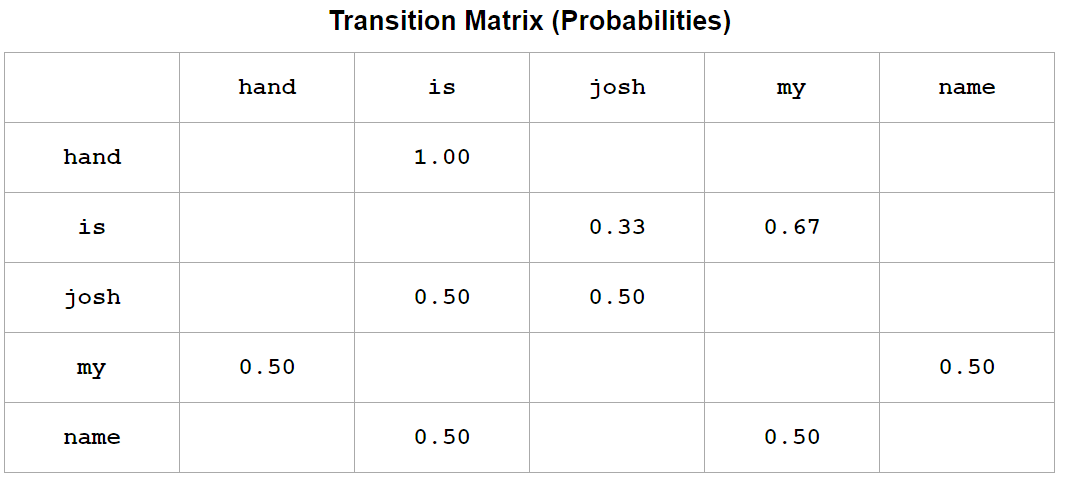 Transition Matrix (Probabilities)
hand is josh my name
hand 1.00
is 0.33 0.67
josh 0.50 0.50
my 0.50 0.50
name 0.50 0.50